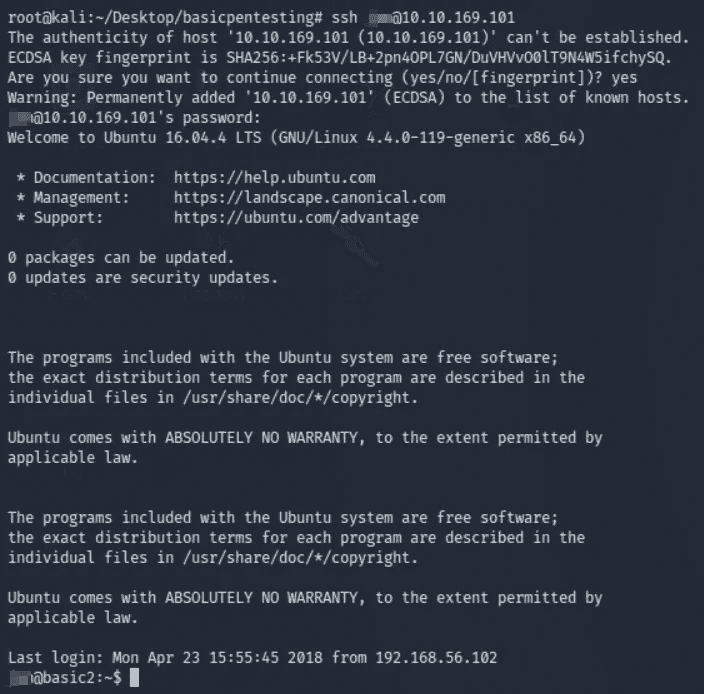 root@kali:~/Desktop/basicpentesting# ssh @10.10.169.101
The authenticity of host '10.10.169.101 (10.10.169.101)' can't be established.
ECDSA key fingerprint is SHA256:+Fk53V/LB+2pn4OPL7GN/DuVHVvO0lT9N4W5ifchySQ.
Are you sure you want to continue connecting (yes/no/[fingerprint])? yes
Warning: Permanently added '10.10.169.101' (ECDSA) to the list of known hosts.
@10.10.169.101's password:
Welcome to Ubuntu 16.04.4 LTS (GNU/Linux 4.4.0-119-generic x86_64)
* Documentation:  https://help.ubuntu.com
* Management:     https://landscape.canonical.com
* Support:        https://ubuntu.com/advantage
0 packages can be updated.
0 updates are security updates.
The programs included with the Ubuntu system are free software;
the exact distribution terms for each program are described in the
individual files in /usr/share/doc/*/copyright.
Ubuntu comes with ABSOLUTELY NO WARRANTY, to the extent permitted by
applicable law.
The programs included with the Ubuntu system are free software;
the exact distribution terms for each program are described in the
individual files in /usr/share/doc/*/copyright.
Ubuntu comes with ABSOLUTELY NO WARRANTY, to the extent permitted by
applicable law.
Last login: Mon Apr 23 15:55:45 2018 from 192.168.56.102
@basic2:~$